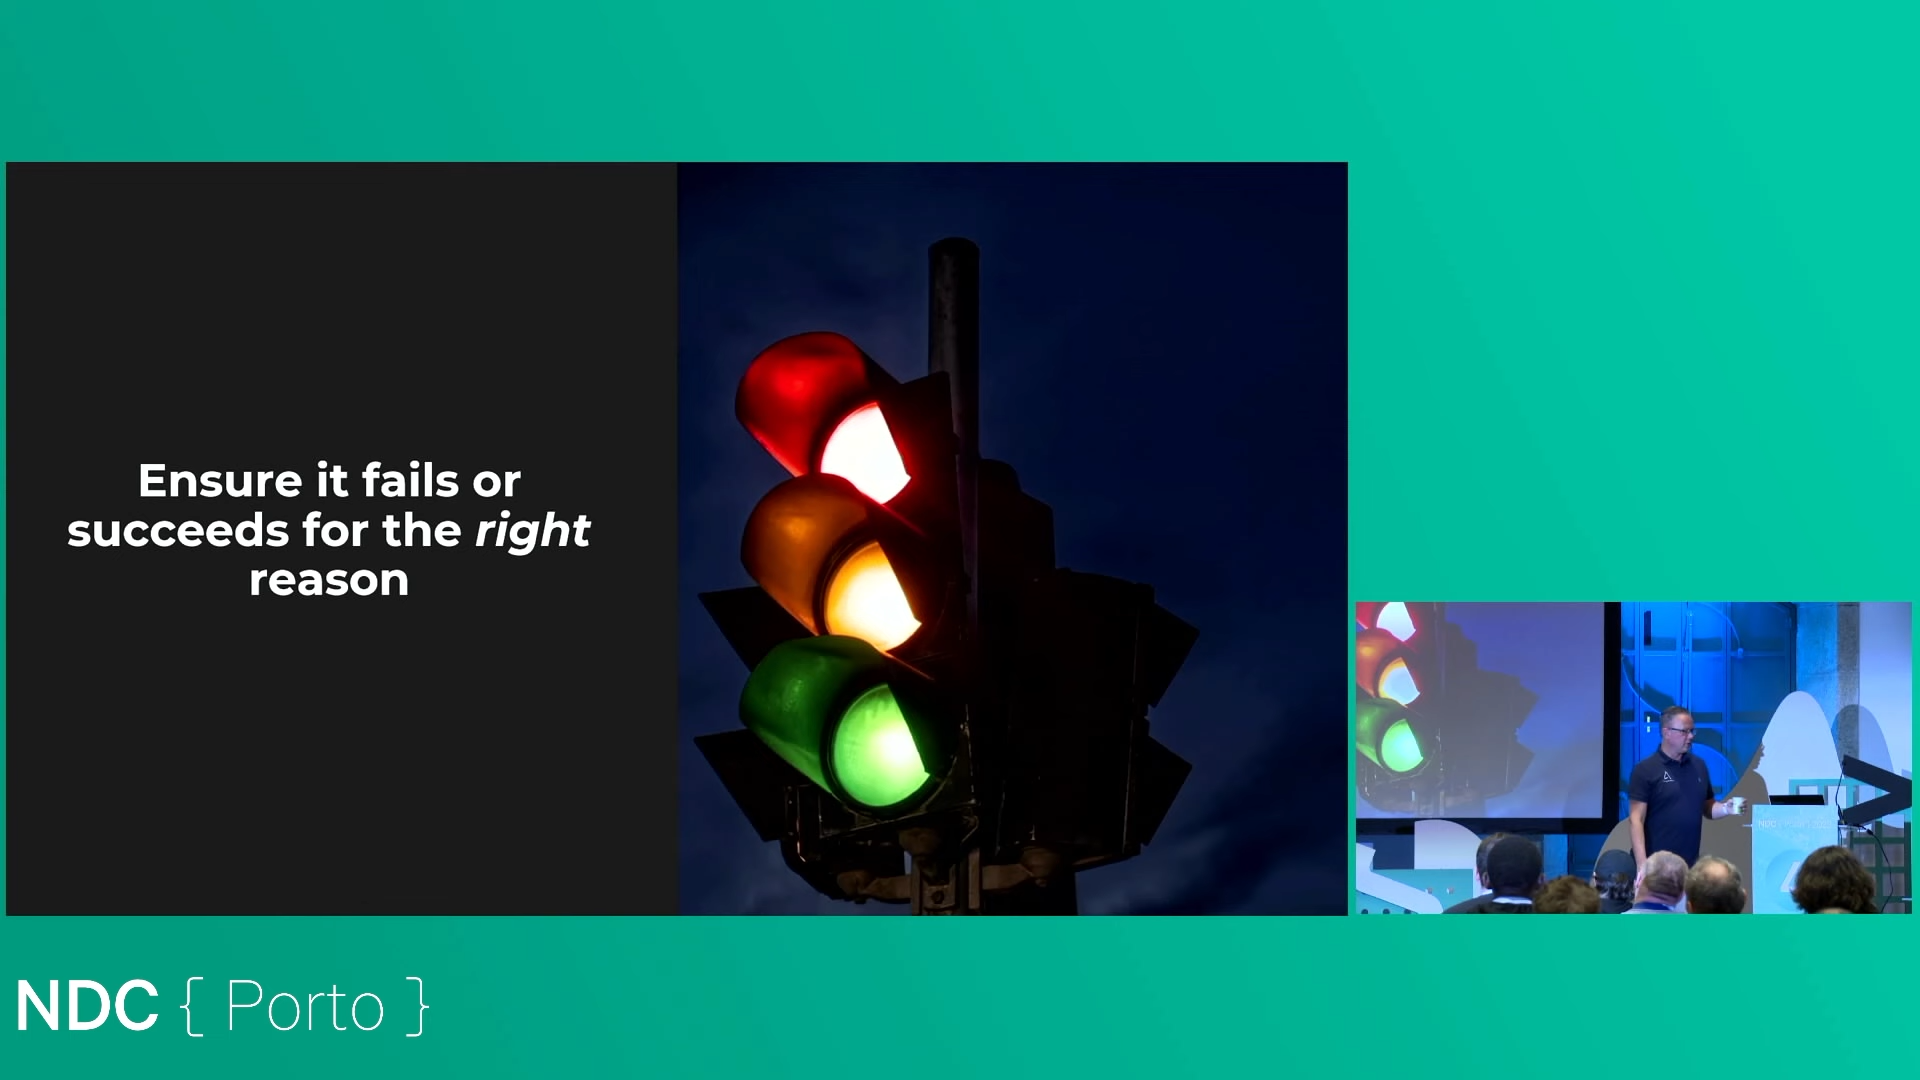 Ensure it fails or
succeeds for the right
reason
NDC { Porto }